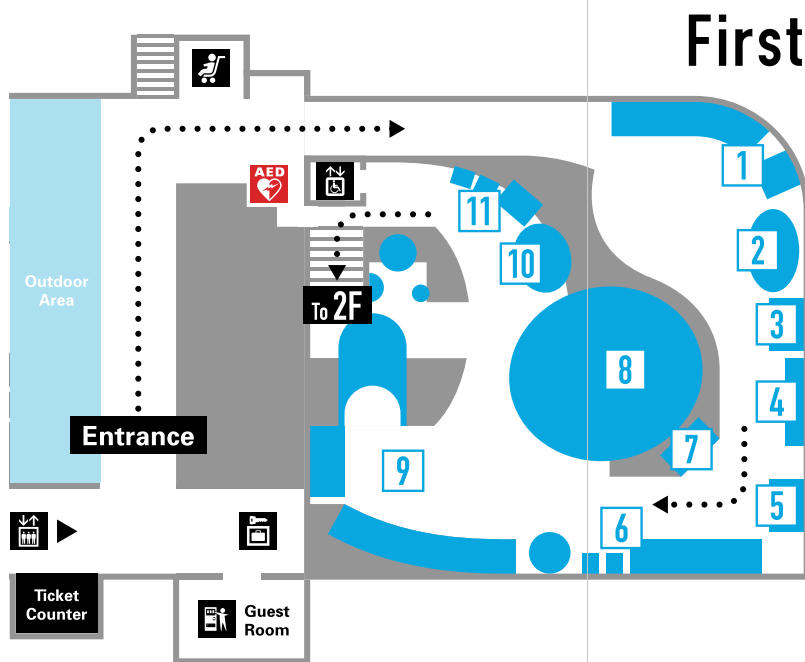 First
AED
1
11
2
10
Outdoor
Area
To 2F
3
8
4
Entrance
7
9
5
6
Ticket
Counter
Guest
Room